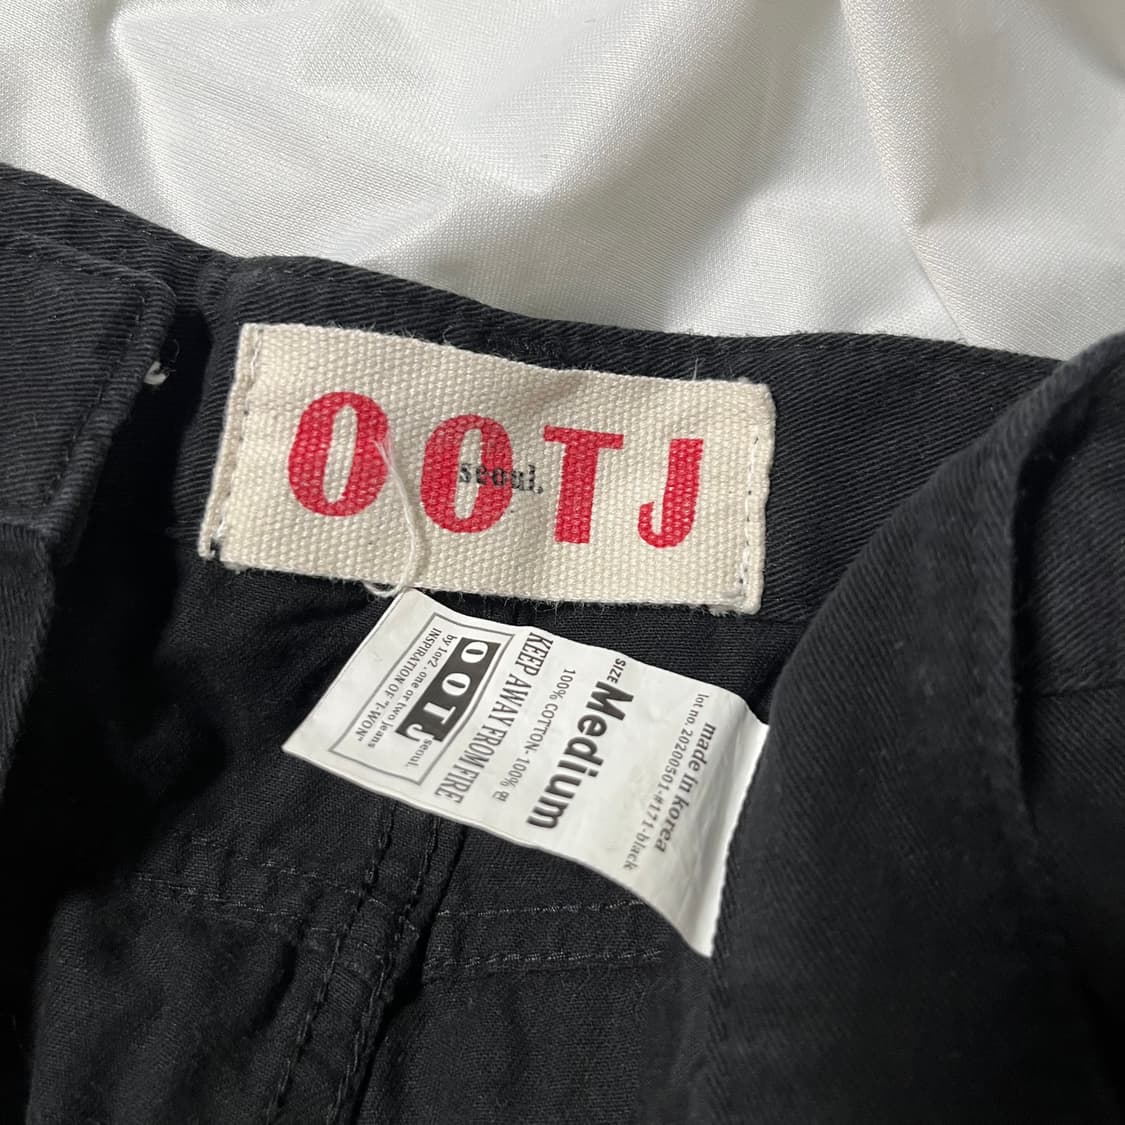 OOTJ
seoul.
OOTJ
seoul.
by 1or2. one or two jeans
INSPIRATION OF "I-WON"
KEEP AWAY FROM FIRE
100% COTTON-100% 면
SIZE Medium
made in korea
lot no. 20200501-#171-black